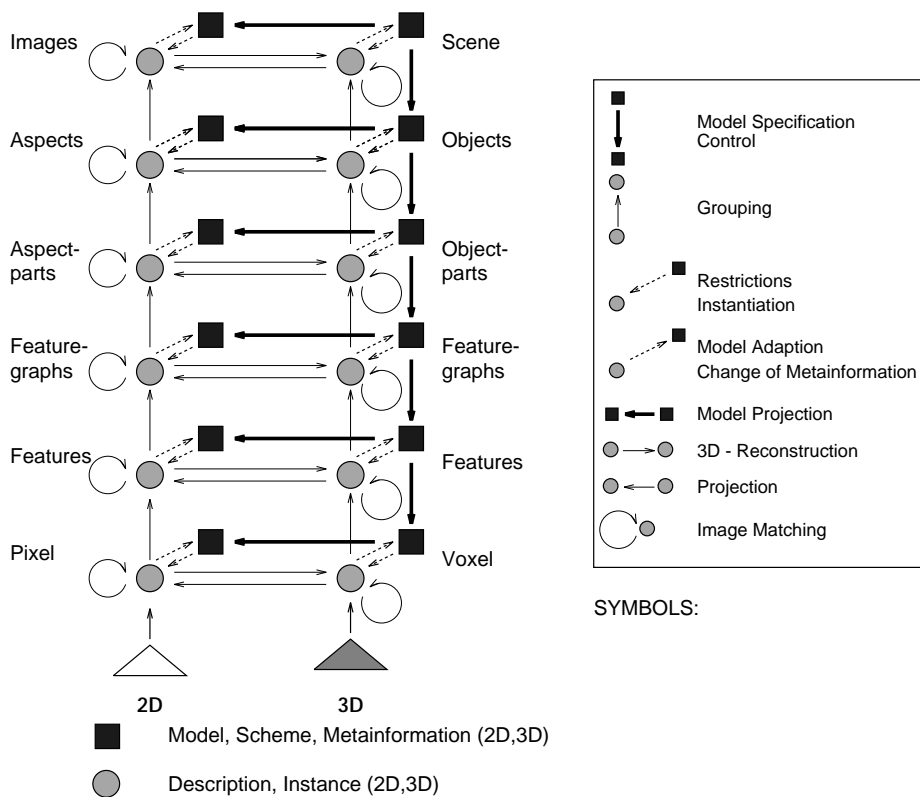 Images
Scene
Aspects
Objects
Aspect-
parts
Object-
parts
Feature-
graphs
Feature-
graphs
Features
Features
Pixel
Voxel
2D
3D
Model, Scheme, Metainformation (2D,3D)
Description, Instance (2D,3D)
Model Specification
Control
Grouping
Restrictions
Instantiation
Model Adaption
Change of Metainformation
Model Projection
3D - Reconstruction
Projection
Image Matching
SYMBOLS: